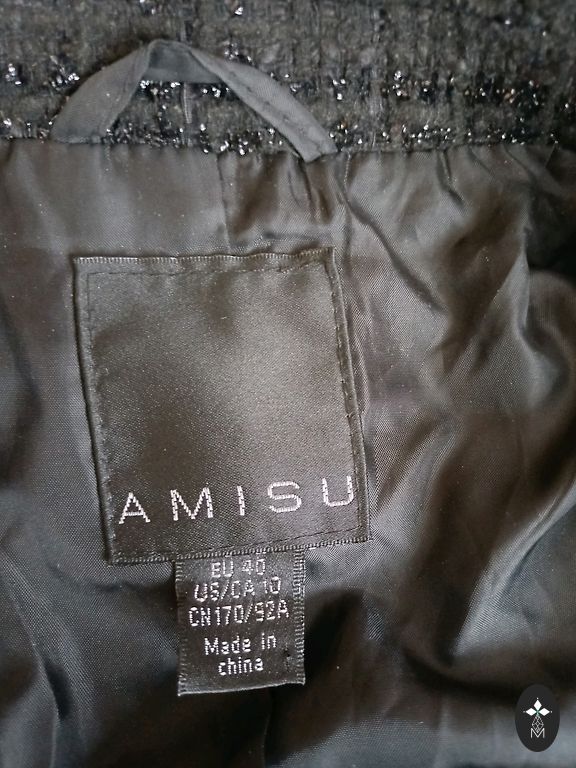 AMISU
EU 40
US/CA 10
CN170/92A
Made in
china